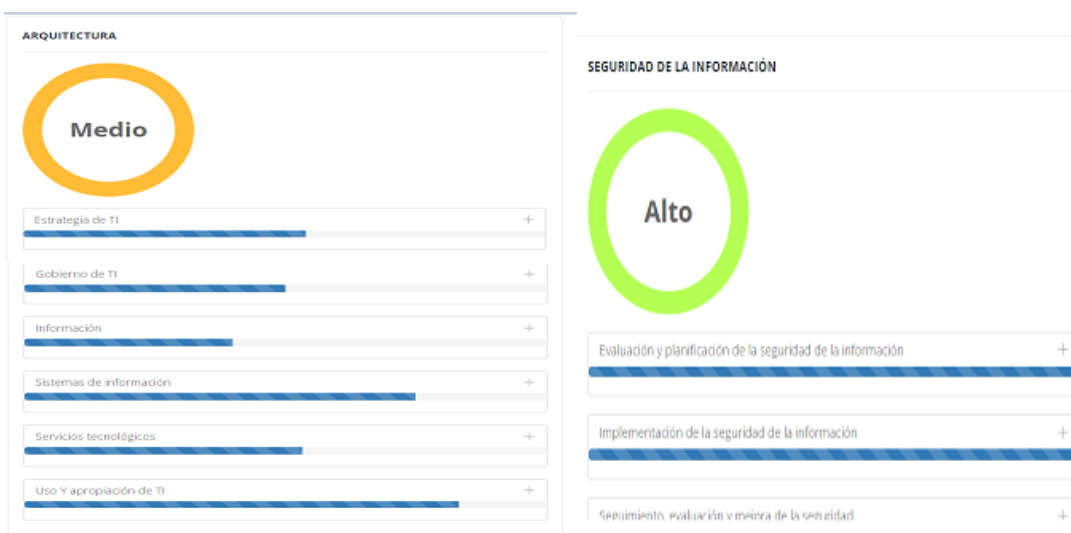 ARQUITECTURA
Medio
Estrategia de TI
Gobierno de TI
Información
Sistemas de información
Servicios tecnológicos
Uso Y apropiación de TI
SEGURIDAD DE LA INFORMACIÓN
Alto
Evaluación y planificación de la seguridad de la información
Implementación de la seguridad de la información
Seguimiento, evaluación y mejora de la seguridad